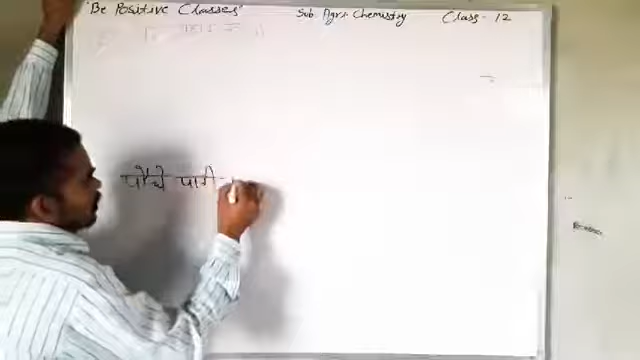 "Be Positive Classes"
Sub. Agri. Chemistry
Class - 12
पौधे पारि